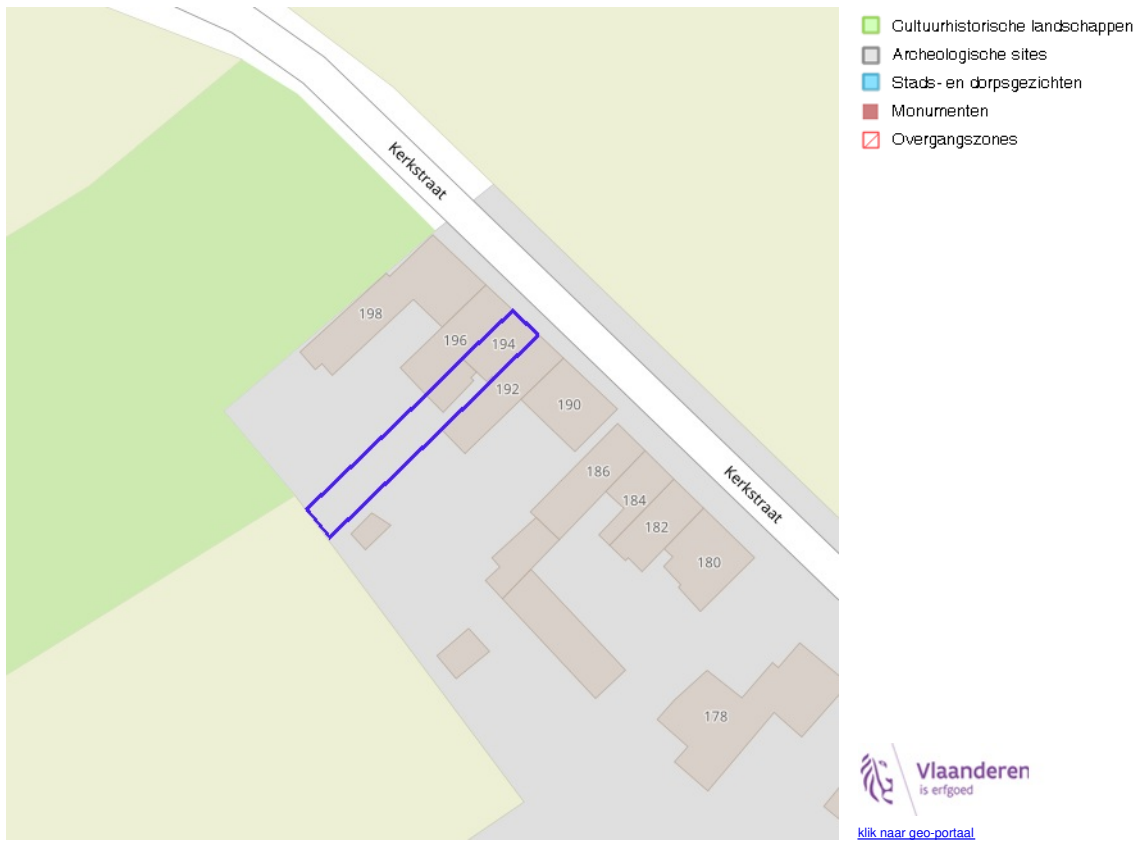 Cultuurhistorische landschappen
Archeologische sites
Stads- en dorpsgezichten
Monumenten
Overgangszones
Kerkstraat
198
196
194
192
190
186
184
182
180
Kerkstraat
178
Vlaanderen
is erfgoed
klik naar geo-portaal